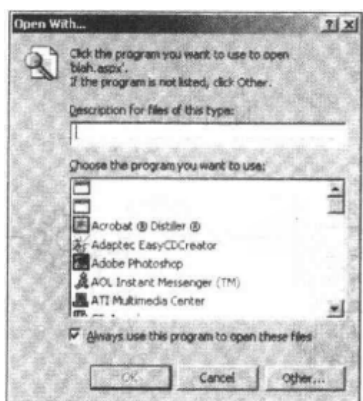 Open With...
Click the program you want to use to open
'blah.aspx'.
If the program is not listed, click Other.
Description for files of this type:
Choose the program you want to use:
Acrobat ® Distiller ®
Adaptec EasyCDCreator
Adobe Photoshop
AOL Instant Messenger (TM)
ATI Multimedia Center
Always use this program to open these files
OK
Cancel
Other...